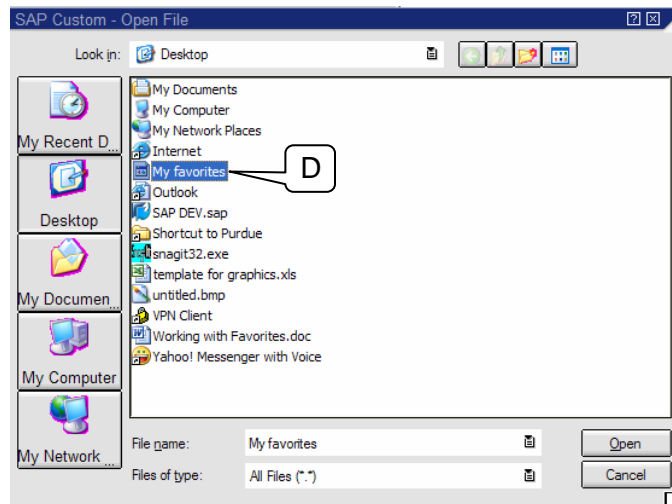 SAP Custom - Open File
Look in: Desktop
My Documents
My Computer
My Network Places
Internet
My favorites
D
Outlook
SAP DEV.sap
Shortcut to Purdue
snagit32.exe
template for graphics.xls
untitled.bmp
VPN Client
Working with Favorites.doc
Yahoo! Messenger with Voice
My Recent D...
Desktop
My Documen...
My Computer
My Network ...
File name: My favorites Open
Files of type: All Files (*.*) Cancel